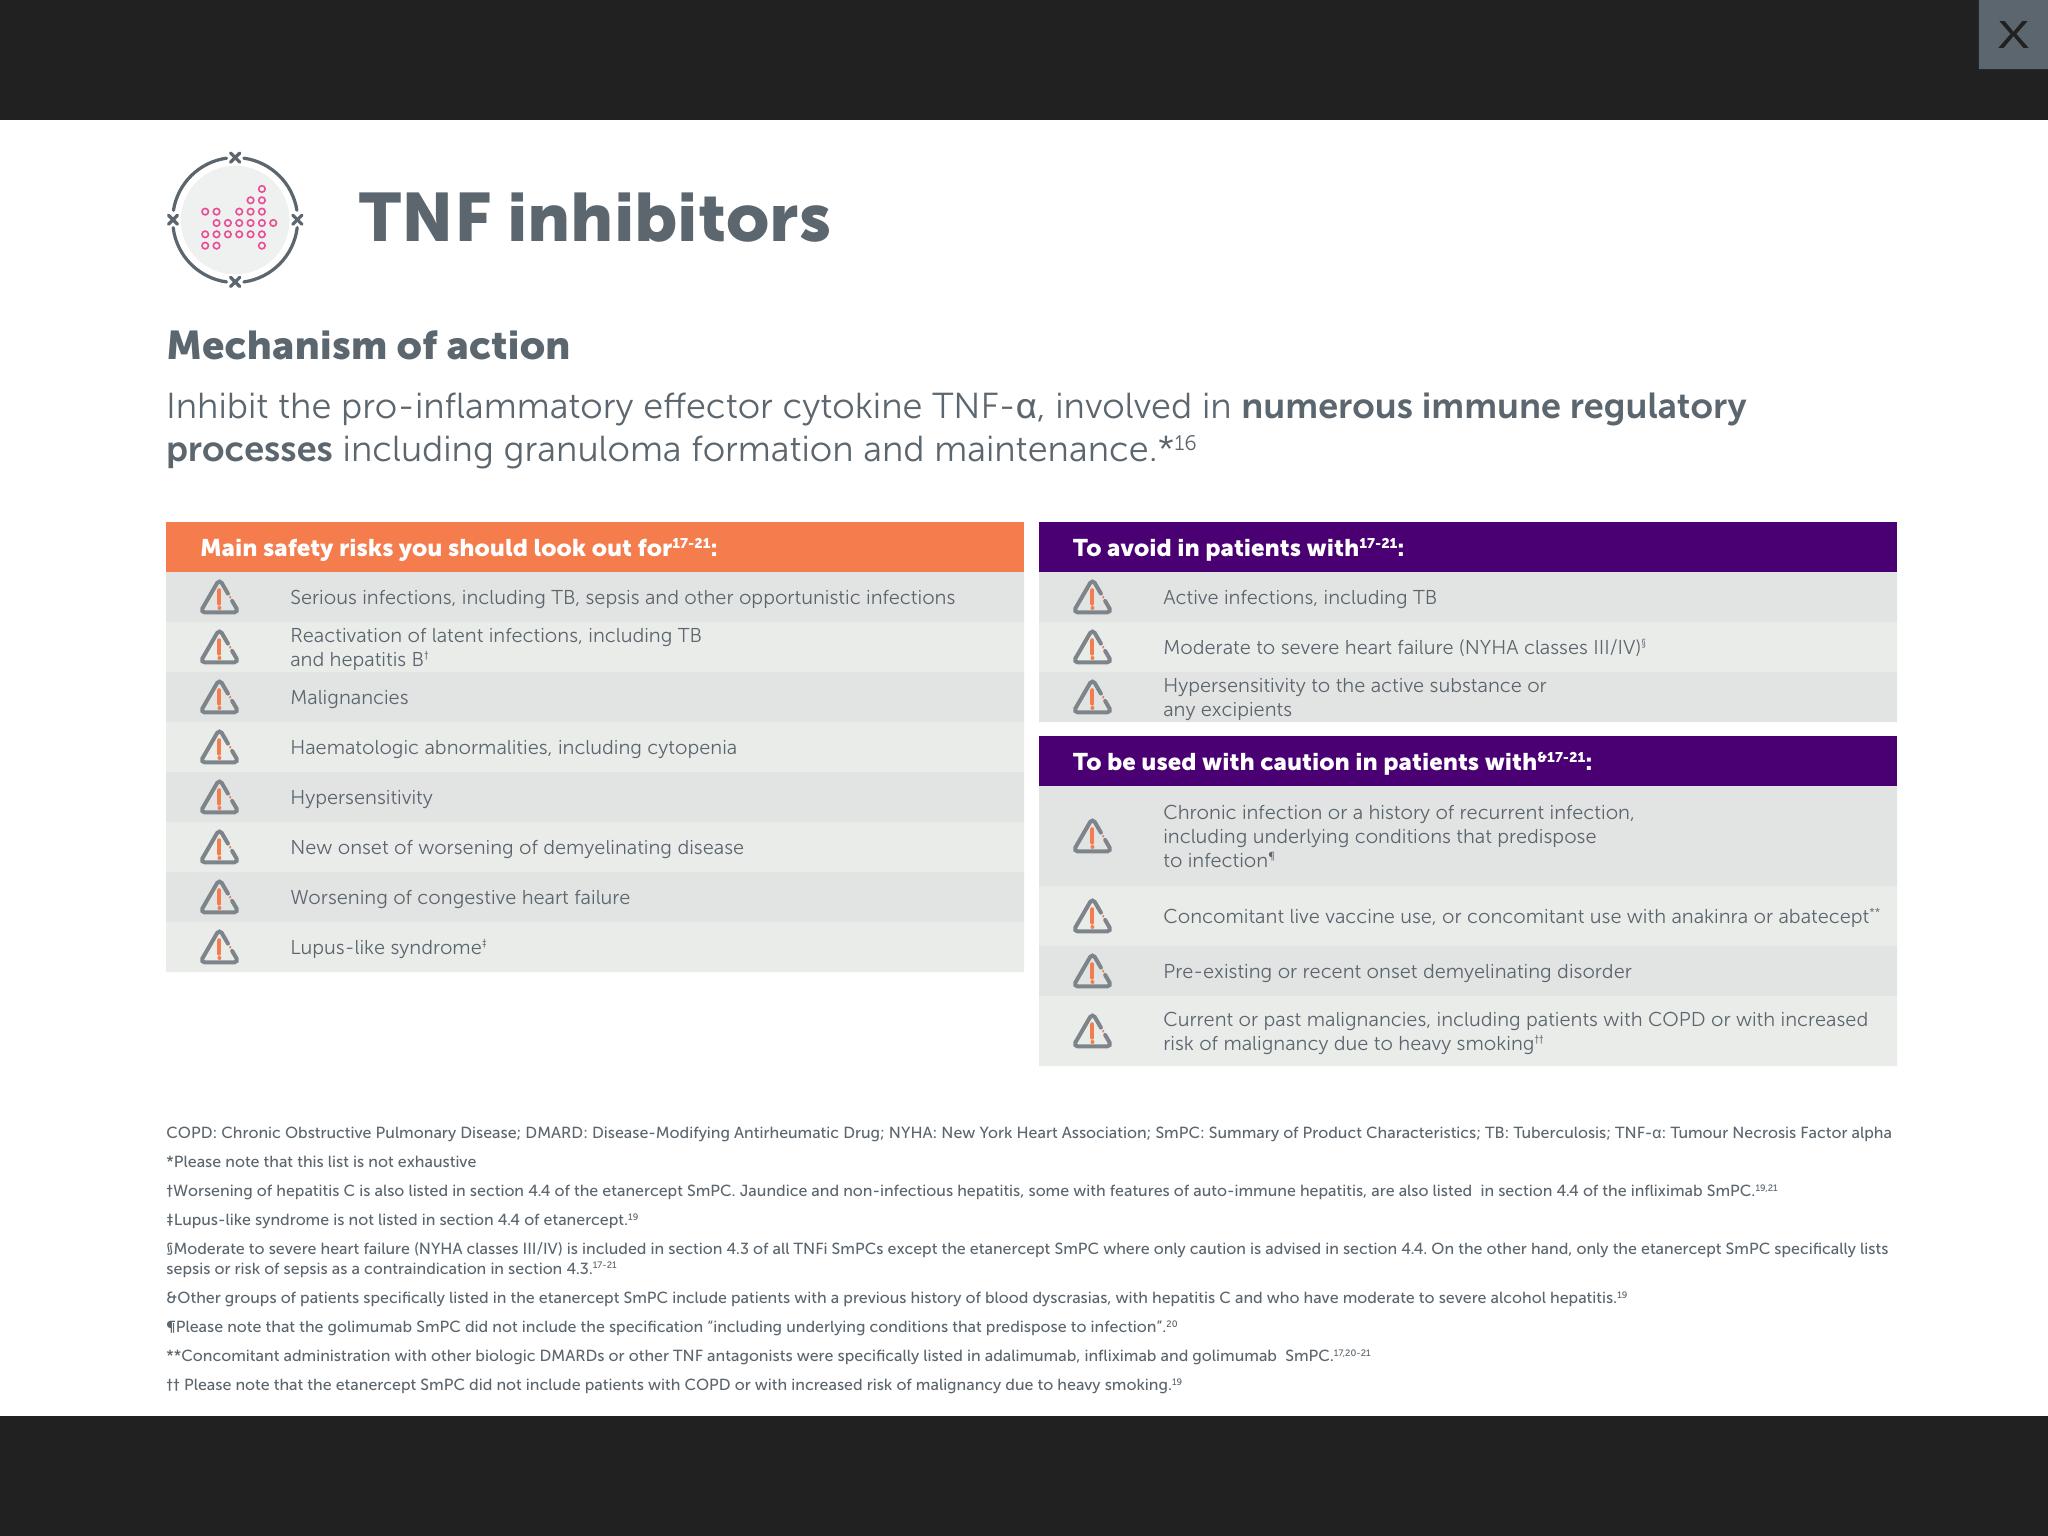 X
TNF inhibitors
Mechanism of action
Inhibit the pro-inflammatory effector cytokine TNF-α, involved in numerous immune regulatory
processes including granuloma formation and maintenance.*16
Main safety risks you should look out for17-21:
Serious infections, including TB, sepsis and other opportunistic infections
Reactivation of latent infections, including TB
and hepatitis B†
Malignancies
Haematologic abnormalities, including cytopenia
Hypersensitivity
New onset of worsening of demyelinating disease
Worsening of congestive heart failure
Lupus-like syndrome‡
To avoid in patients with17-21:
Active infections, including TB
Moderate to severe heart failure (NYHA classes III/IV)§
Hypersensitivity to the active substance or
any excipients
To be used with caution in patients with&17-21:
Chronic infection or a history of recurrent infection,
including underlying conditions that predispose
to infection¶
Concomitant live vaccine use, or concomitant use with anakinra or abatecept**
Pre-existing or recent onset demyelinating disorder
Current or past malignancies, including patients with COPD or with increased
risk of malignancy due to heavy smoking††
COPD: Chronic Obstructive Pulmonary Disease; DMARD: Disease-Modifying Antirheumatic Drug; NYHA: New York Heart Association; SmPC: Summary of Product Characteristics; TB: Tuberculosis; TNF-α: Tumour Necrosis Factor alpha
*Please note that this list is not exhaustive
†Worsening of hepatitis C is also listed in section 4.4 of the etanercept SmPC. Jaundice and non-infectious hepatitis, some with features of auto-immune hepatitis, are also listed in section 4.4 of the infliximab SmPC.19,21
‡Lupus-like syndrome is not listed in section 4.4 of etanercept.19
§Moderate to severe heart failure (NYHA classes III/IV) is included in section 4.3 of all TNFi SmPCs except the etanercept SmPC where only caution is advised in section 4.4. On the other hand, only the etanercept SmPC specifically lists
sepsis or risk of sepsis as a contraindication in section 4.3.17-21
&Other groups of patients specifically listed in the etanercept SmPC include patients with a previous history of blood dyscrasias, with hepatitis C and who have moderate to severe alcohol hepatitis.19
¶Please note that the golimumab SmPC did not include the specification “including underlying conditions that predispose to infection”.20
**Concomitant administration with other biologic DMARDs or other TNF antagonists were specifically listed in adalimumab, infliximab and golimumab SmPC.17,20-21
†† Please note that the etanercept SmPC did not include patients with COPD or with increased risk of malignancy due to heavy smoking.19